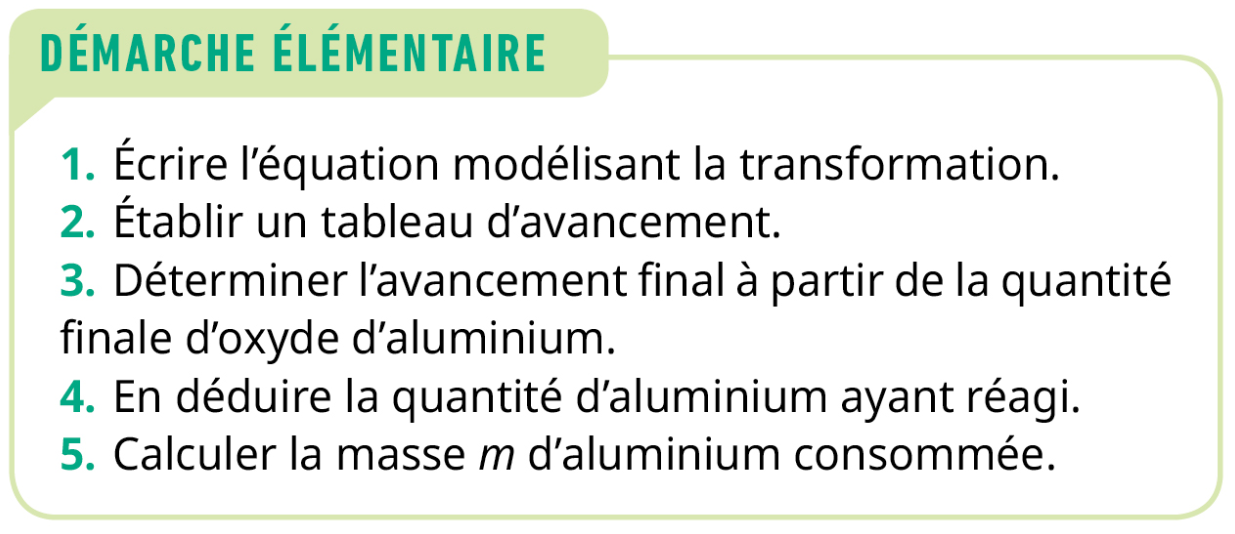 DÉMARCHE ÉLÉMENTAIRE
1. Écrire l’équation modélisant la transformation.
2. Établir un tableau d’avancement.
3. Déterminer l’avancement final à partir de la quantité
finale d’oxyde d’aluminium.
4. En déduire la quantité d’aluminium ayant réagi.
5. Calculer la masse m d’aluminium consommée.